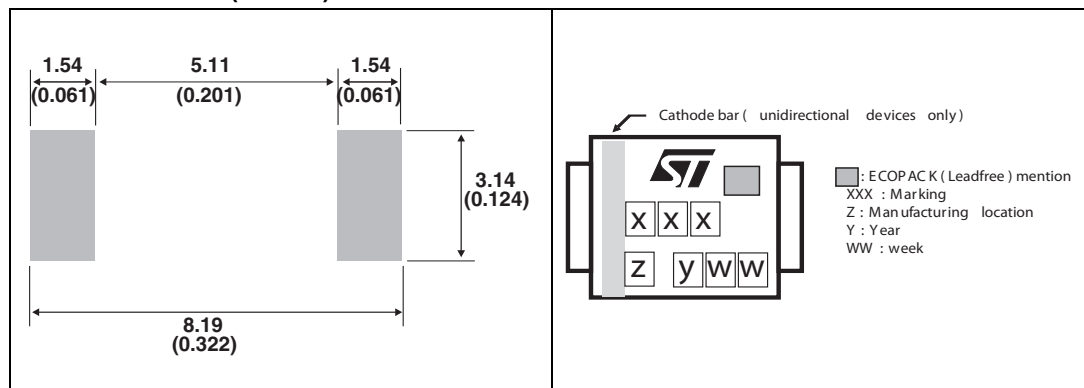 1.54
(0.061)
5.11
(0.201)
1.54
(0.061)
3.14
(0.124)
8.19
(0.322)
Cathode bar ( unidirectional devices only )
ST
x x x
z y w w
: ECOPACK ( Leadfree ) mention
XXX : Marking
Z : Manufacturing location
Y : Year
WW : week